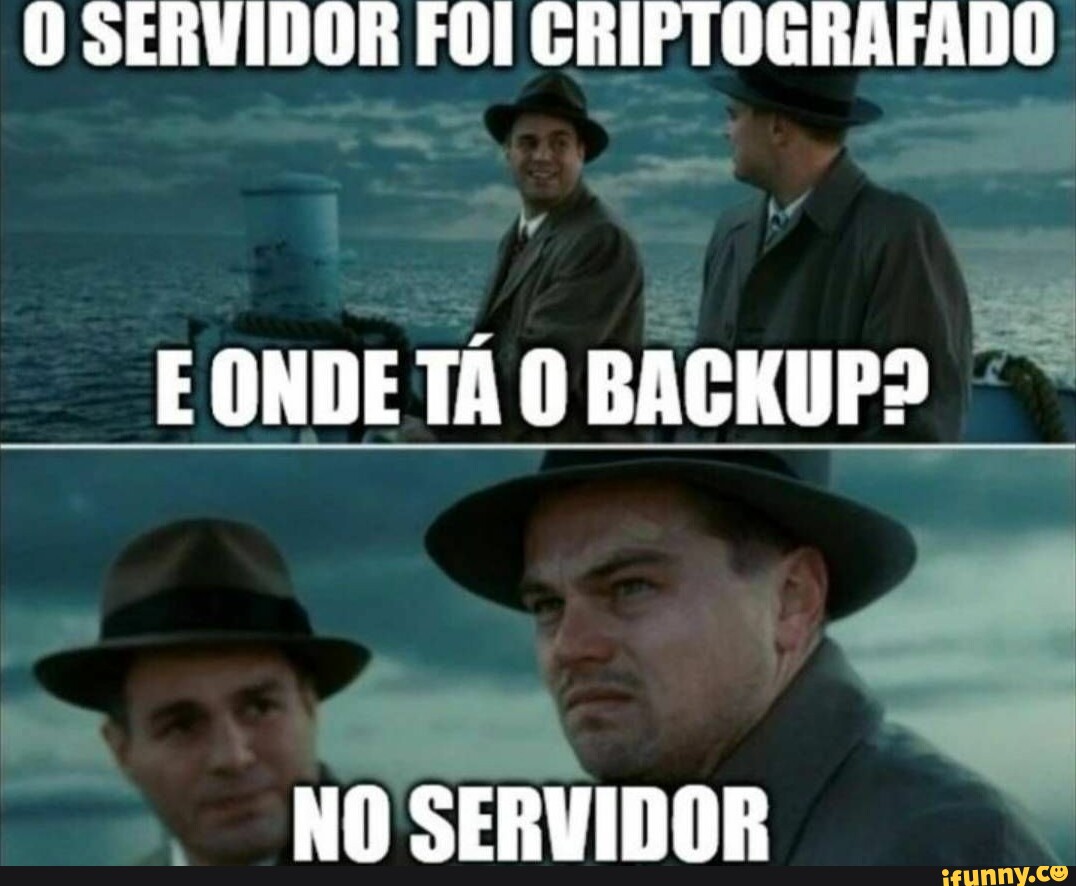 O SERVIDOR FOI CRIPTOGRAFADO
E ONDE TÁ O BACKUP?
NO SERVIDOR
ifunny.co